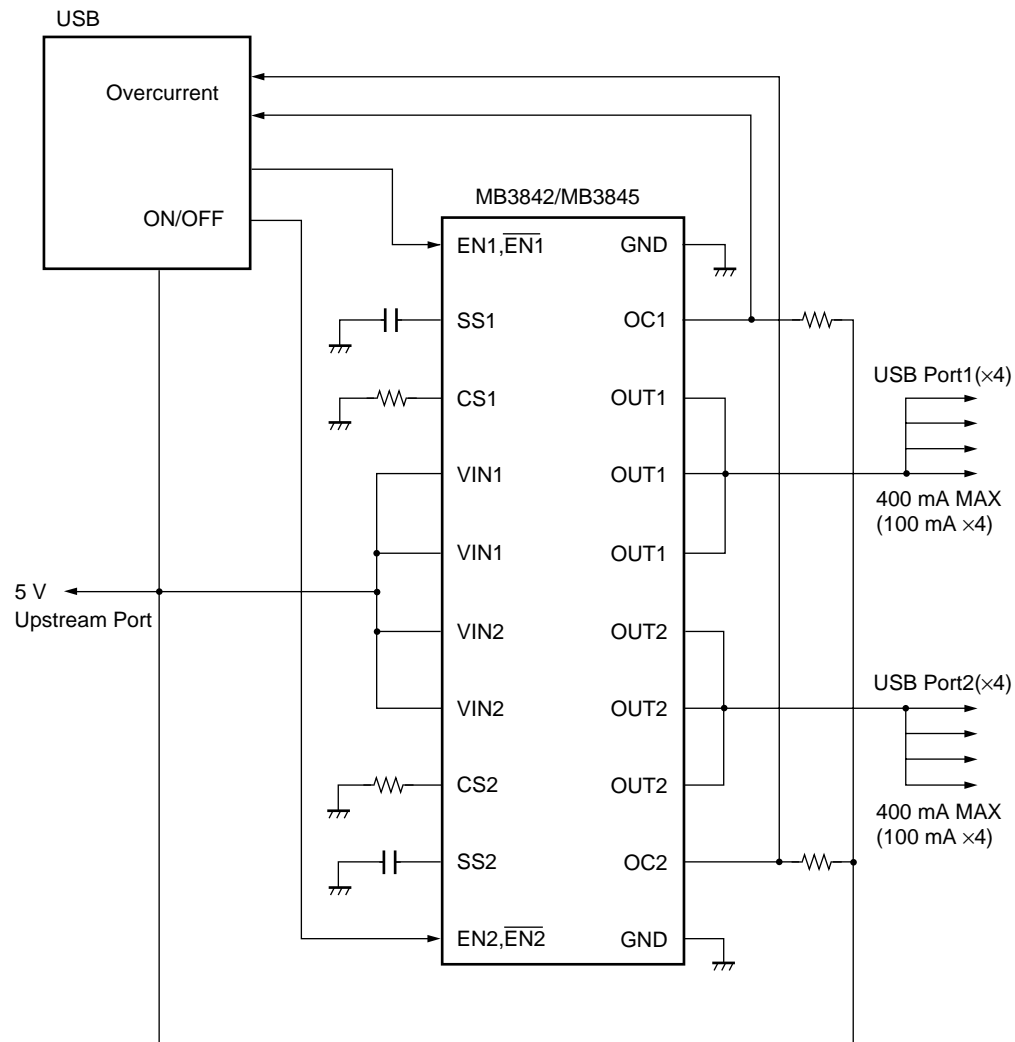 USB
Overcurrent
ON/OFF
MB3842/MB3845
EN1,E̅N̅1̅
GND
SS1
OC1
CS1
OUT1
USB Port1(×4)
VIN1
OUT1
400 mA MAX
(100 mA ×4)
VIN1
OUT1
5 V
Upstream Port
VIN2
OUT2
USB Port2(×4)
VIN2
OUT2
CS2
OUT2
400 mA MAX
(100 mA ×4)
SS2
OC2
EN2,E̅N̅2̅
GND